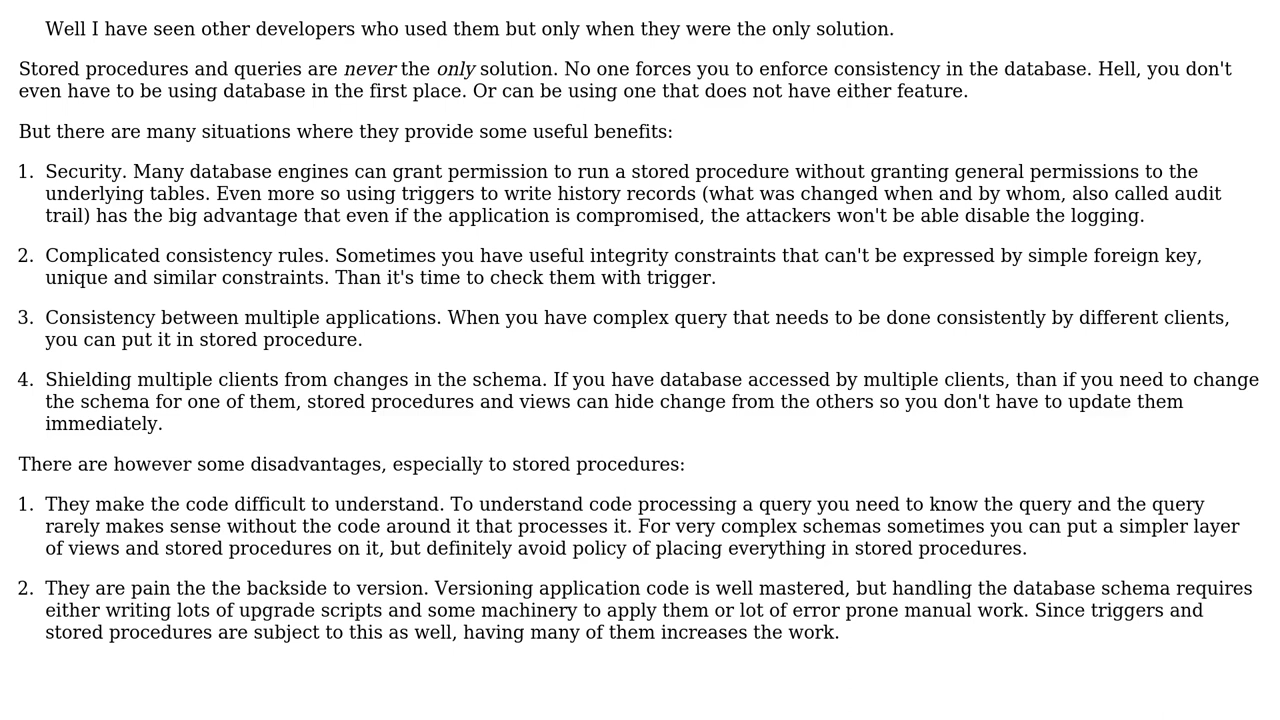 Well I have seen other developers who used them but only when they were the only solution.
Stored procedures and queries are never the only solution. No one forces you to enforce consistency in the database. Hell, you don't
even have to be using database in the first place. Or can be using one that does not have either feature.
But there are many situations where they provide some useful benefits:
1. Security. Many database engines can grant permission to run a stored procedure without granting general permissions to the
underlying tables. Even more so using triggers to write history records (what was changed when and by whom, also called audit
trail) has the big advantage that even if the application is compromised, the attackers won't be able disable the logging.
2. Complicated consistency rules. Sometimes you have useful integrity constraints that can't be expressed by simple foreign key,
unique and similar constraints. Than it's time to check them with trigger.
3. Consistency between multiple applications. When you have complex query that needs to be done consistently by different clients,
you can put it in stored procedure.
4. Shielding multiple clients from changes in the schema. If you have database accessed by multiple clients, than if you need to change
the schema for one of them, stored procedures and views can hide change from the others so you don't have to update them
immediately.
There are however some disadvantages, especially to stored procedures:
1. They make the code difficult to understand. To understand code processing a query you need to know the query and the query
rarely makes sense without the code around it that processes it. For very complex schemas sometimes you can put a simpler layer
of views and stored procedures on it, but definitely avoid policy of placing everything in stored procedures.
2. They are pain the the backside to version. Versioning application code is well mastered, but handling the database schema requires
either writing lots of upgrade scripts and some machinery to apply them or lot of error prone manual work. Since triggers and
stored procedures are subject to this as well, having many of them increases the work.